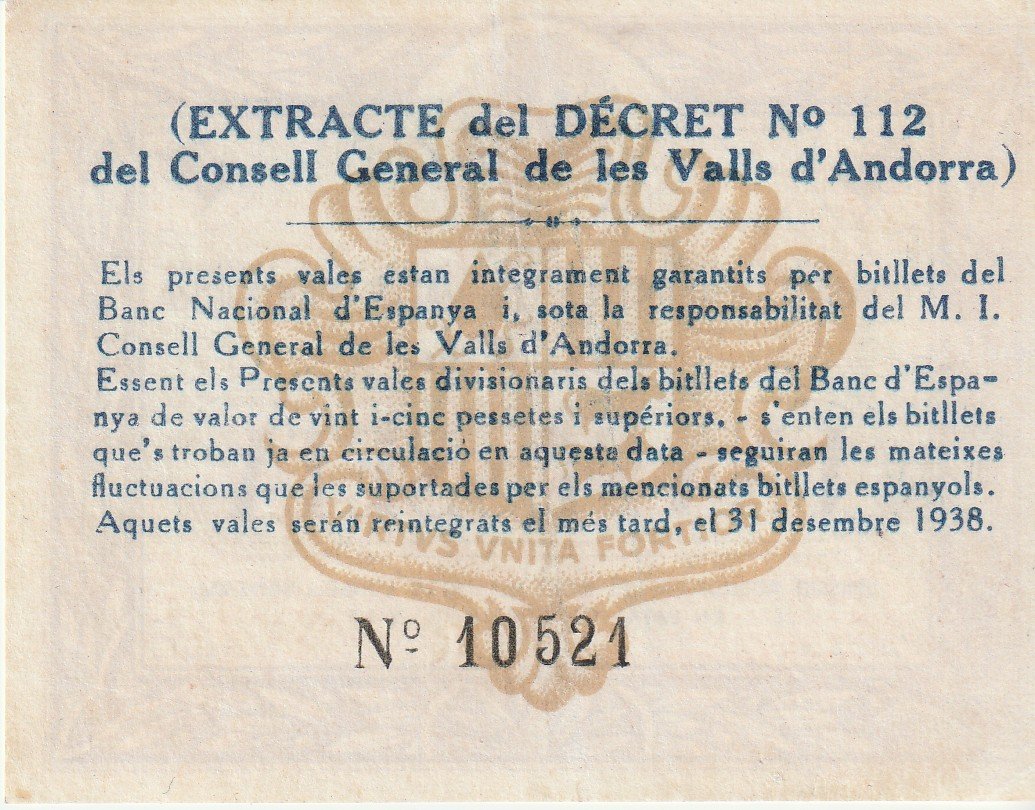 (EXTRACTE del DÉCRET Nº 112
del Consell General de les Valls d'Andorra)
Els presents vales estan integrament garantits per bitllets del
Banc Nacional d'Espanya i, sota la responsabilitat del M. I.
Consell General de les Valls d'Andorra.
Essent els Presents vales divisionaris dels bitllets del Banc d'Espa-
nya de valor de vint i-cinc pessetes i supériors, - s'enten els bitllets
que's troban ja en circulació en aquesta data - seguiran les mateixes
fluctuacions que les suportades per els mencionats bitllets espanyols.
Aquets vales serán reintegrats el més tard, el 31 desembre 1938.
VIRTVS VNITA FORTIOR
Nº 10521